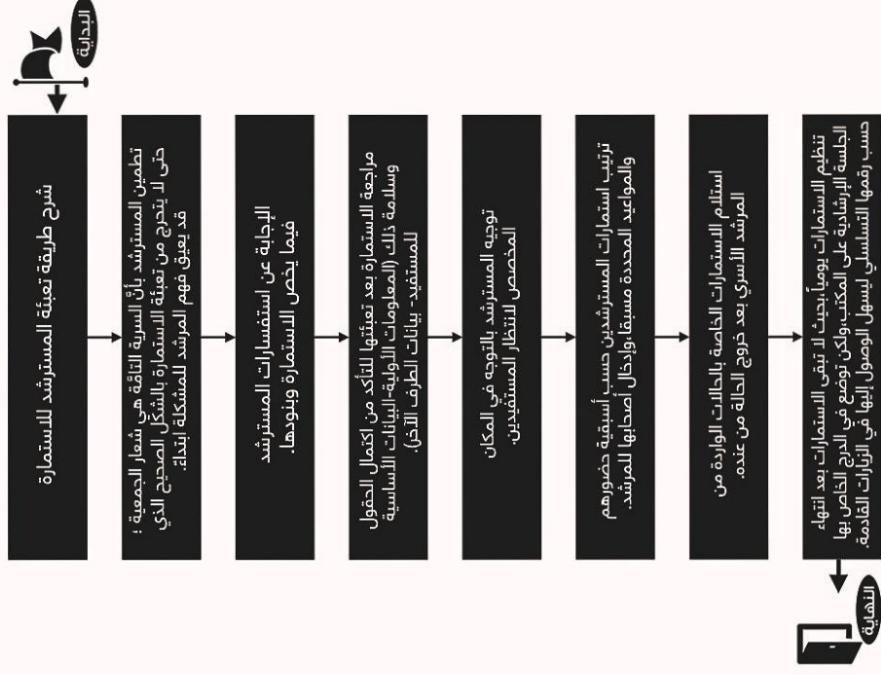 البداية
شرح طريقة تعبئة المسترشد للاستمارة
تطمين المسترشد بأنَّ السرية التامَّة هي شعار الجمعية ؛
حتى لا يتحرج من تعبئة الاستمارة بالشكل الصحيح الذي
قد يعيق فهم المرشد للمشكلة ابتداءً.
الإجابة عن استفسارات المسترشد
فيما يخص الاستمارة وبنودها.
مراجعة الاستمارة بعد تعبئتها للتأكد من اكتمال الحقول
وسلامة ذلك (المعلومات الأولية-البيانات الأساسية
للمستفيد- بيانات الطرف الآخر).
توجيه المسترشد بالتوجه في المكان
المخصص لانتظار المستفيدين.
ترتيب استمارات المسترشدين حسب أسبقية حضورهم
والمواعيد المحددة مسبقا،وإدخال أصحابها للمرشد.
استلام الاستمارات الخاصة بالحالات الواردة من
المرشد الأسري بعد خروج الحالة من عنده.
تنظيم الاستمارات يومياً،بحيث لا تبقى الاستمارات بعد انتهاء
الجلسة الإرشادية على المكتب،ولكن توضع في الدرج الخاص بها
حسب رقمها التسلسلي ليسهل الوصول إليها في الزيارات القادمة.
النهاية